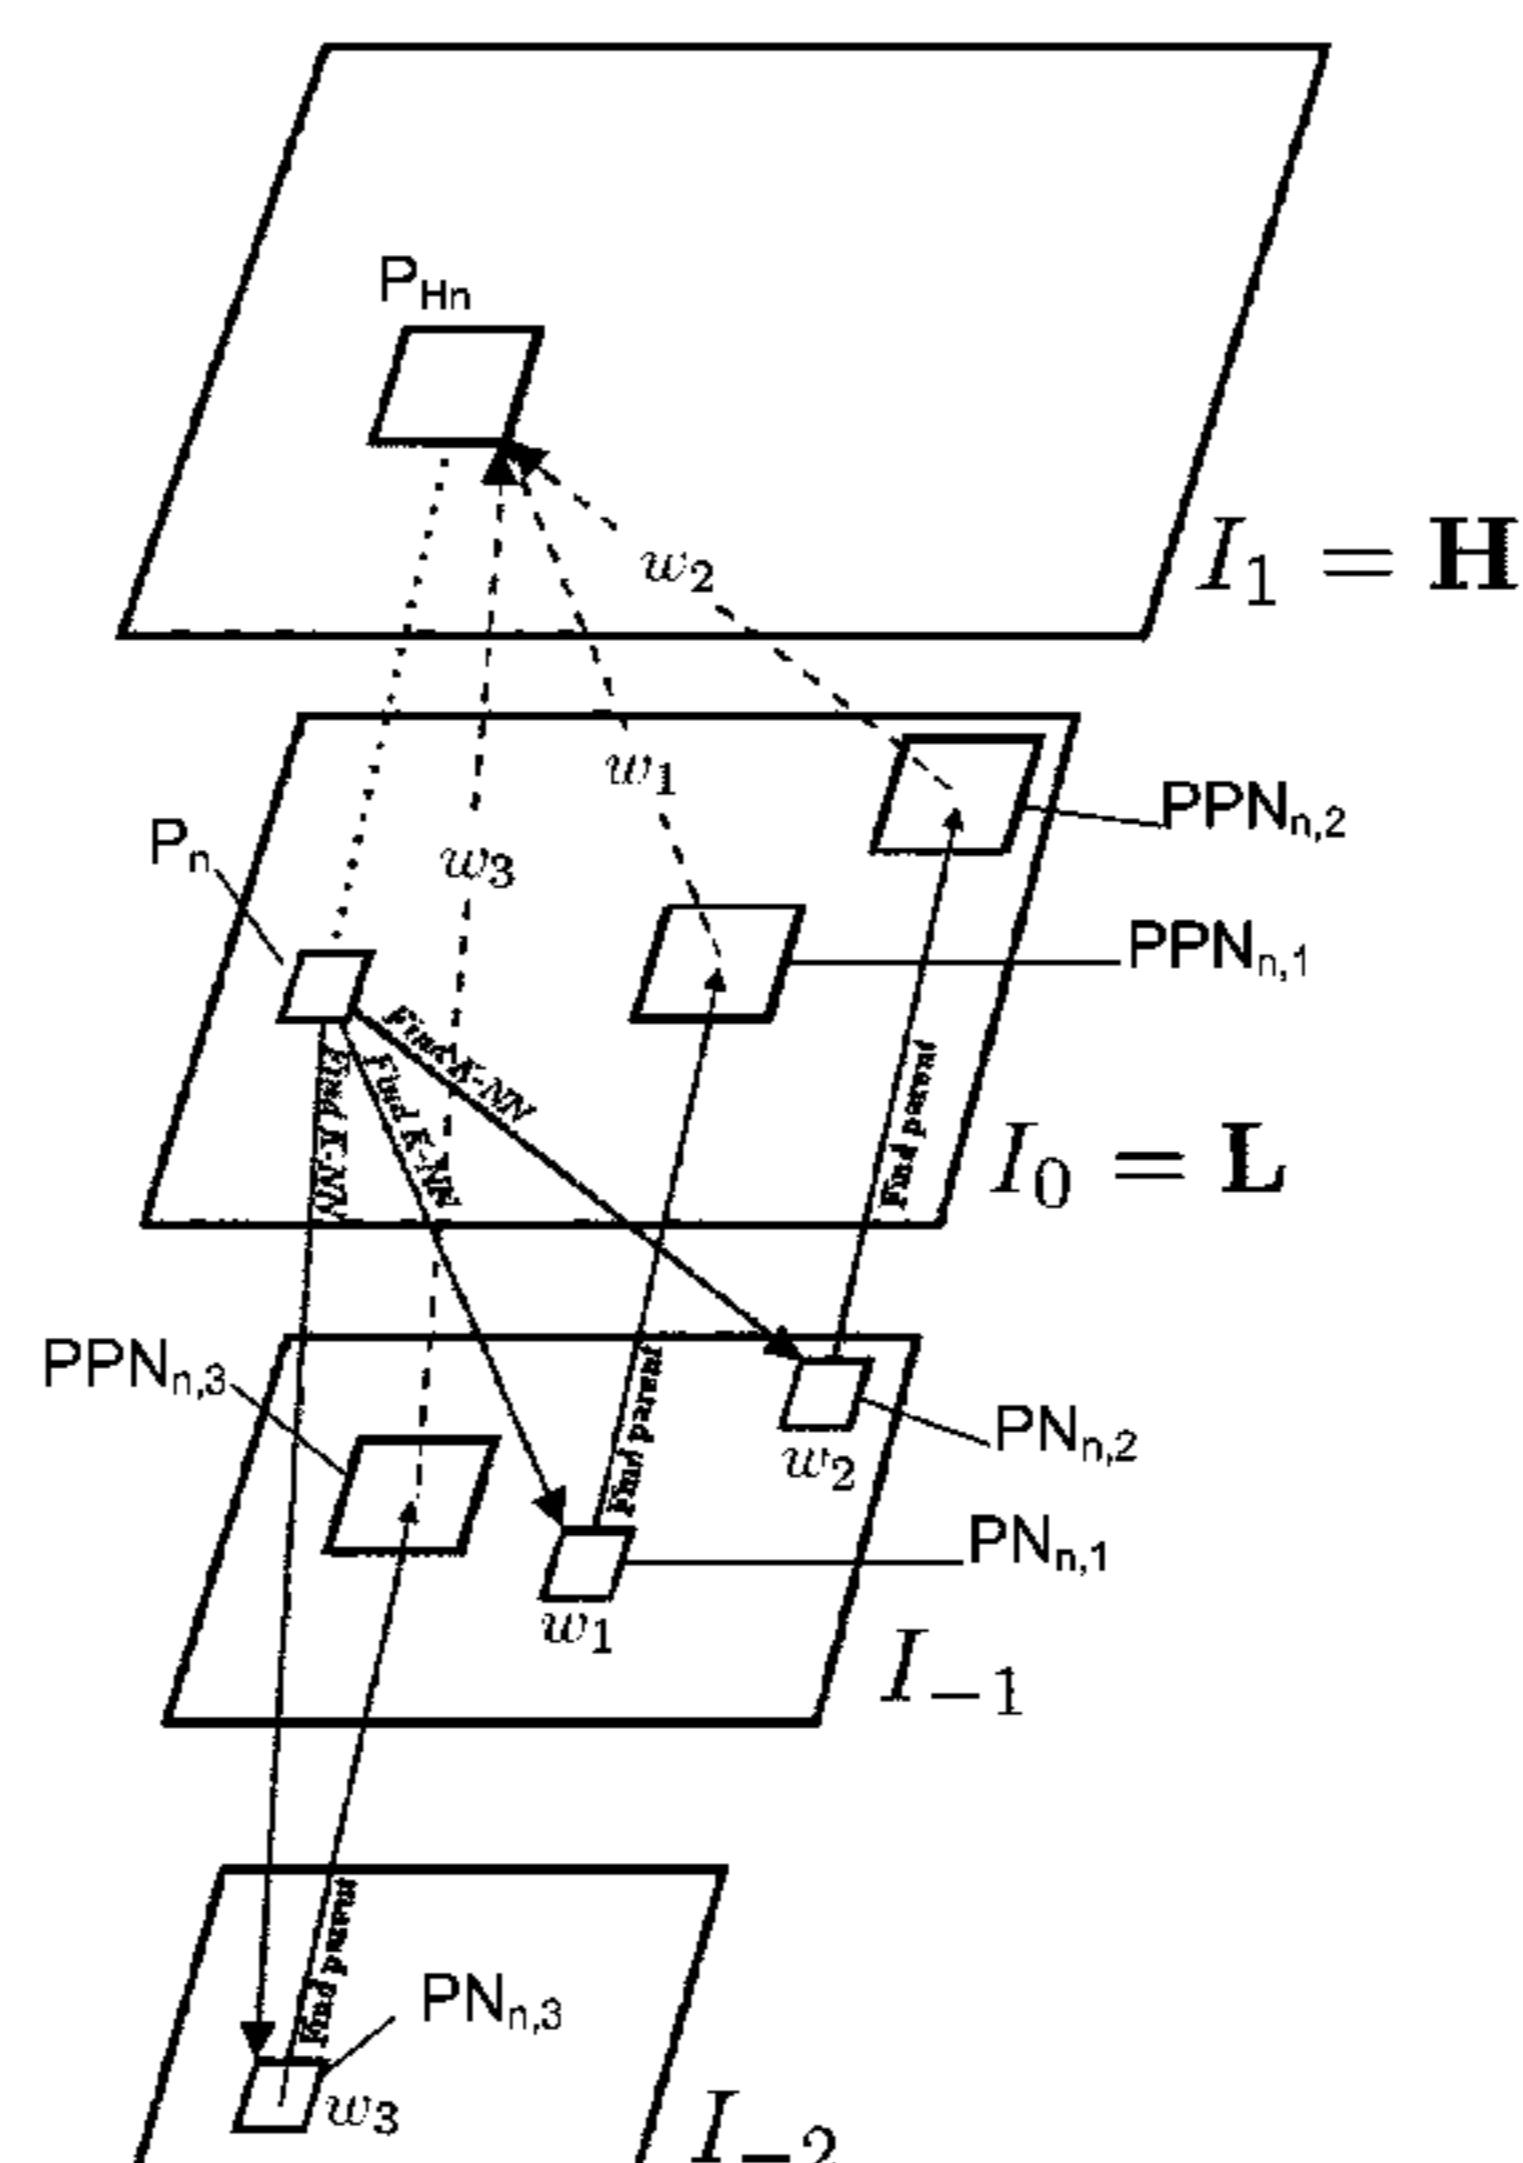 P_Hn
w_2
I_1 = H
w_1
PPN_n,2
P_n
w_3
PPN_n,1
Find K-NN
Find K-NN
Find K-NN
Find parent
I_0 = L
PPN_n,3
Find parent
PN_n,2
w_2
PN_n,1
w_1
I_-1
Find parent
PN_n,3
w_3
I_-2